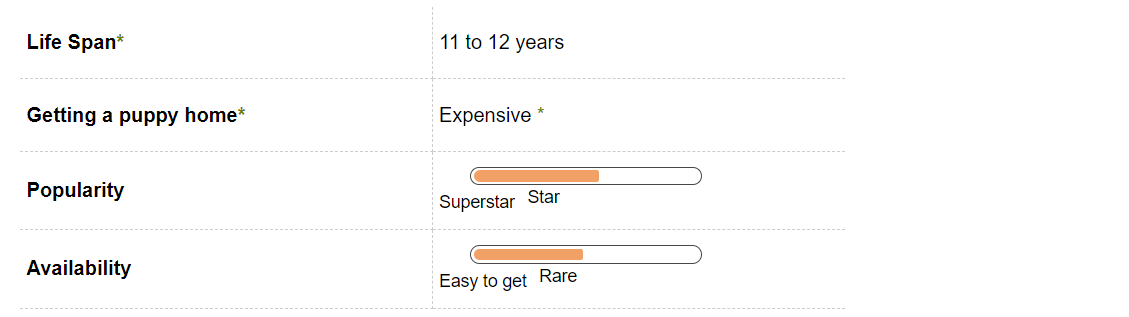 Life Span* 11 to 12 years
Getting a puppy home* Expensive *
Popularity
Superstar Star
Availability
Easy to get Rare